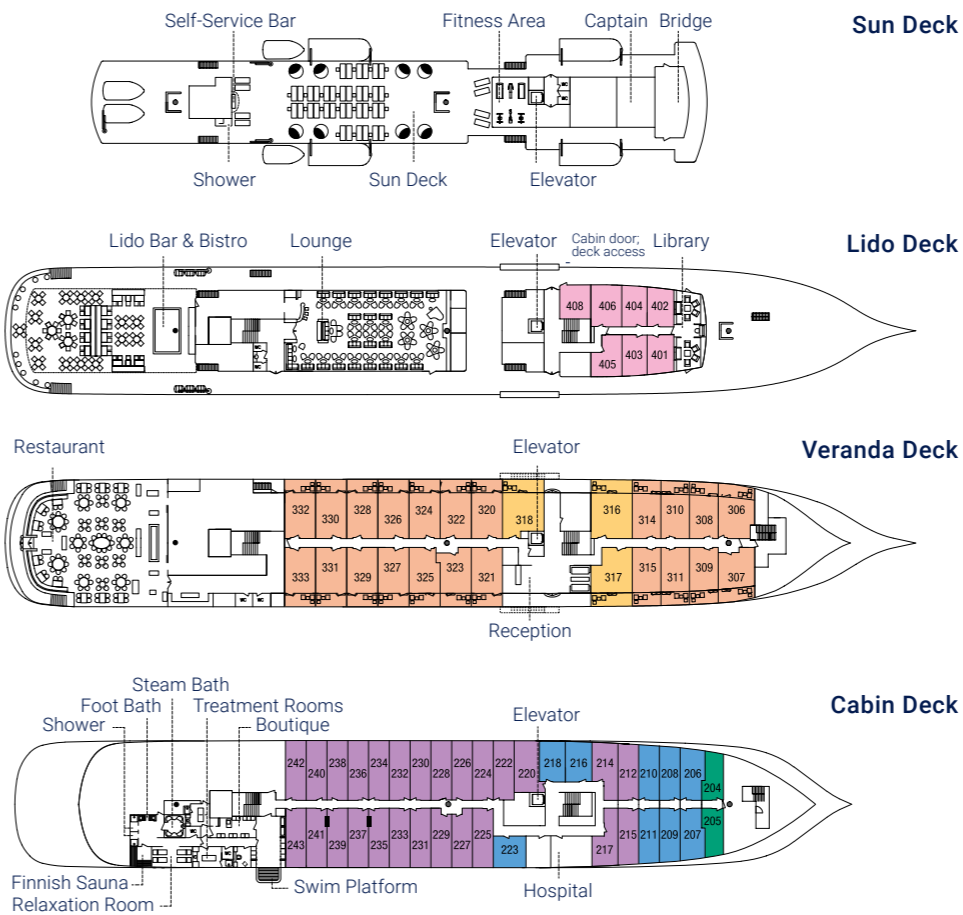 Self-Service Bar
Fitness Area
Captain
Bridge
Sun Deck
Shower
Sun Deck
Elevator
Lido Bar & Bistro
Lounge
Elevator
Cabin door;
deck access
Library
Lido Deck
408
406
404
402
405
403
401
Restaurant
Elevator
Veranda Deck
332
330
328
326
324
322
320
318
316
314
310
308
306
333
331
329
327
325
323
321
317
315
311
309
307
Reception
Steam Bath
Foot Bath
Treatment Rooms
Shower
Boutique
Elevator
Cabin Deck
242
240
238
236
234
232
230
228
226
224
222
220
218
216
214
212
210
208
206
204
243
241
239
237
235
233
231
229
227
225
223
217
215
211
209
207
205
Finnish Sauna
Relaxation Room
Swim Platform
Hospital